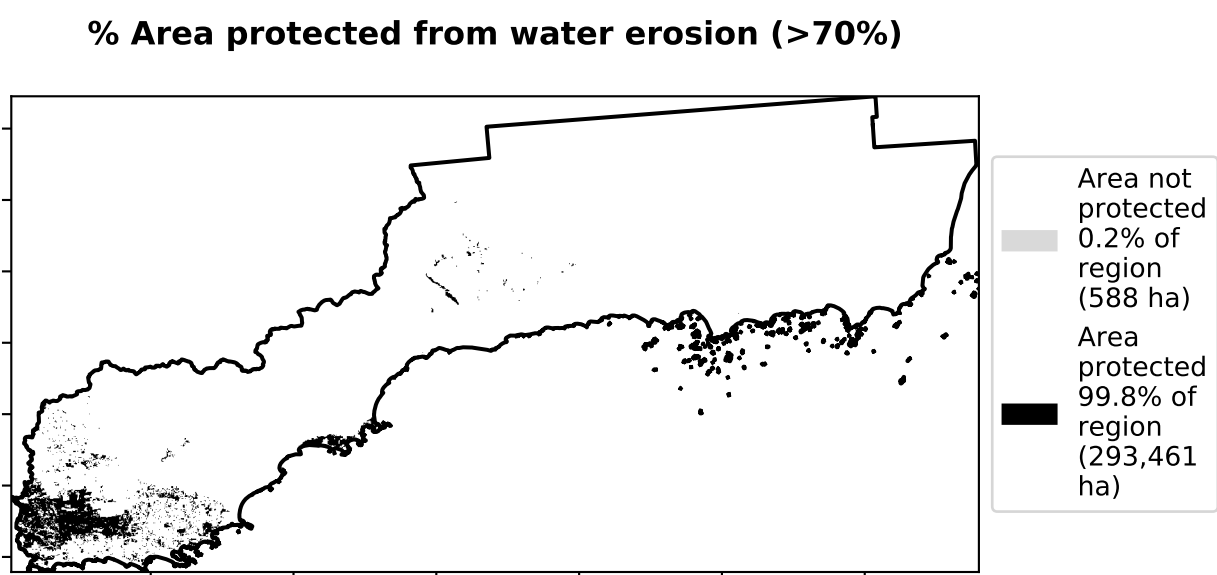 % Area protected from water erosion (>70%)
Area not
protected
0.2% of
region
(588 ha)
Area
protected
99.8% of
region
(293,461
ha)